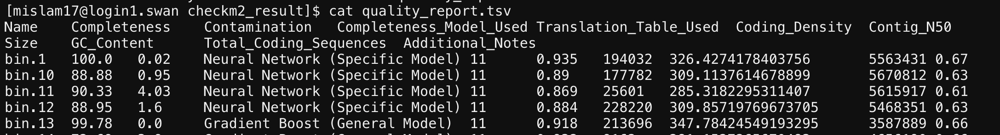 [mislam17@login1.swan checkm2_result]$ cat quality_report.tsv
Name Completeness Contamination Completeness_Model_Used Translation_Table_Used Coding_Density Contig_N50
Size GC_Content Total_Coding_Sequences Additional_Notes
bin.1 100.0 0.02 Neural Network (Specific Model) 11 0.935 194032 326.4274178403756 5563431 0.67
bin.10 88.88 0.95 Neural Network (Specific Model) 11 0.89 177782 309.1137614678899 5670812 0.63
bin.11 90.33 4.03 Neural Network (Specific Model) 11 0.869 25601 285.3182295311407 5615917 0.61
bin.12 88.95 1.6 Neural Network (Specific Model) 11 0.884 228220 309.85719769673705 5468351 0.63
bin.13 99.78 0.0 Gradient Boost (General Model) 11 0.918 213696 347.78424549193295 3587889 0.66